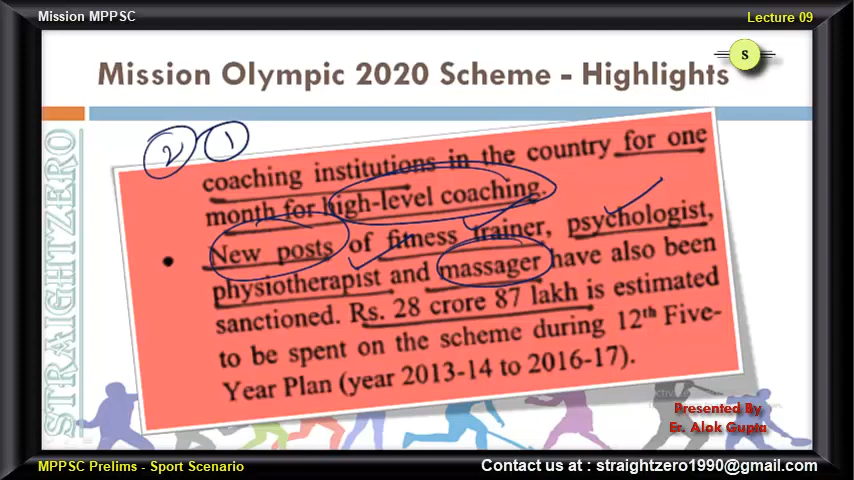 Mission MPPSC
Lecture 09
S
Mission Olympic 2020 Scheme - Highlights
STRAIGHTZERO
2 1
coaching institutions in the country for one
month for high-level coaching.
• New posts of fitness trainer, psychologist,
physiotherapist and massager have also been
sanctioned. Rs. 28 crore 87 lakh is estimated
to be spent on the scheme during 12th Five-
Year Plan (year 2013-14 to 2016-17).
Presented By
Er. Alok Gupta
MPPSC Prelims - Sport Scenario
Contact us at : straightzero1990@gmail.com